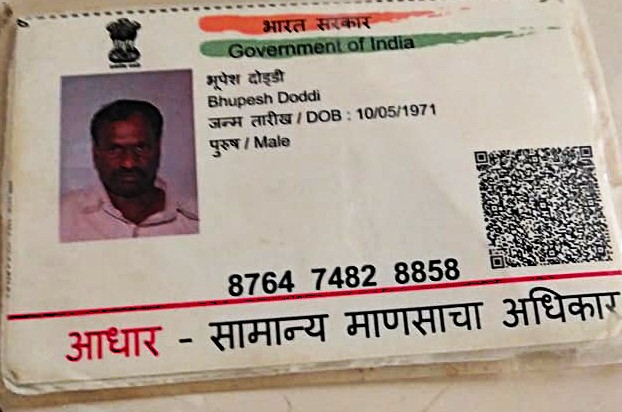 भारत सरकार
Government of India
भूपेश दोड्डी
Bhupesh Doddi
जन्म तारीख / DOB : 10/05/1971
पुरुष / Male
8764 7482 8858
आधार - सामान्य माणसाचा अधिकार